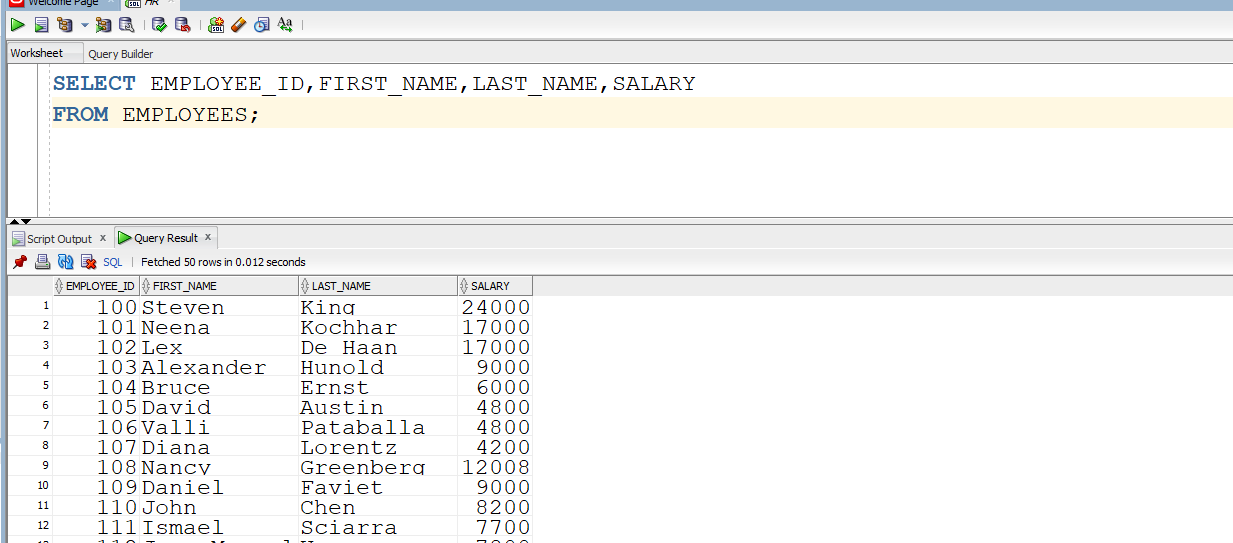 Welcome Page HR
Worksheet Query Builder
SELECT EMPLOYEE_ID,FIRST_NAME,LAST_NAME,SALARY
FROM EMPLOYEES;
Script Output x Query Result x
SQL | Fetched 50 rows in 0.012 seconds
EMPLOYEE_ID FIRST_NAME LAST_NAME SALARY
1 100 Steven King 24000
2 101 Neena Kochhar 17000
3 102 Lex De Haan 17000
4 103 Alexander Hunold 9000
5 104 Bruce Ernst 6000
6 105 David Austin 4800
7 106 Valli Pataballa 4800
8 107 Diana Lorentz 4200
9 108 Nancy Greenberg 12008
10 109 Daniel Faviet 9000
11 110 John Chen 8200
12 111 Ismael Sciarra 7700